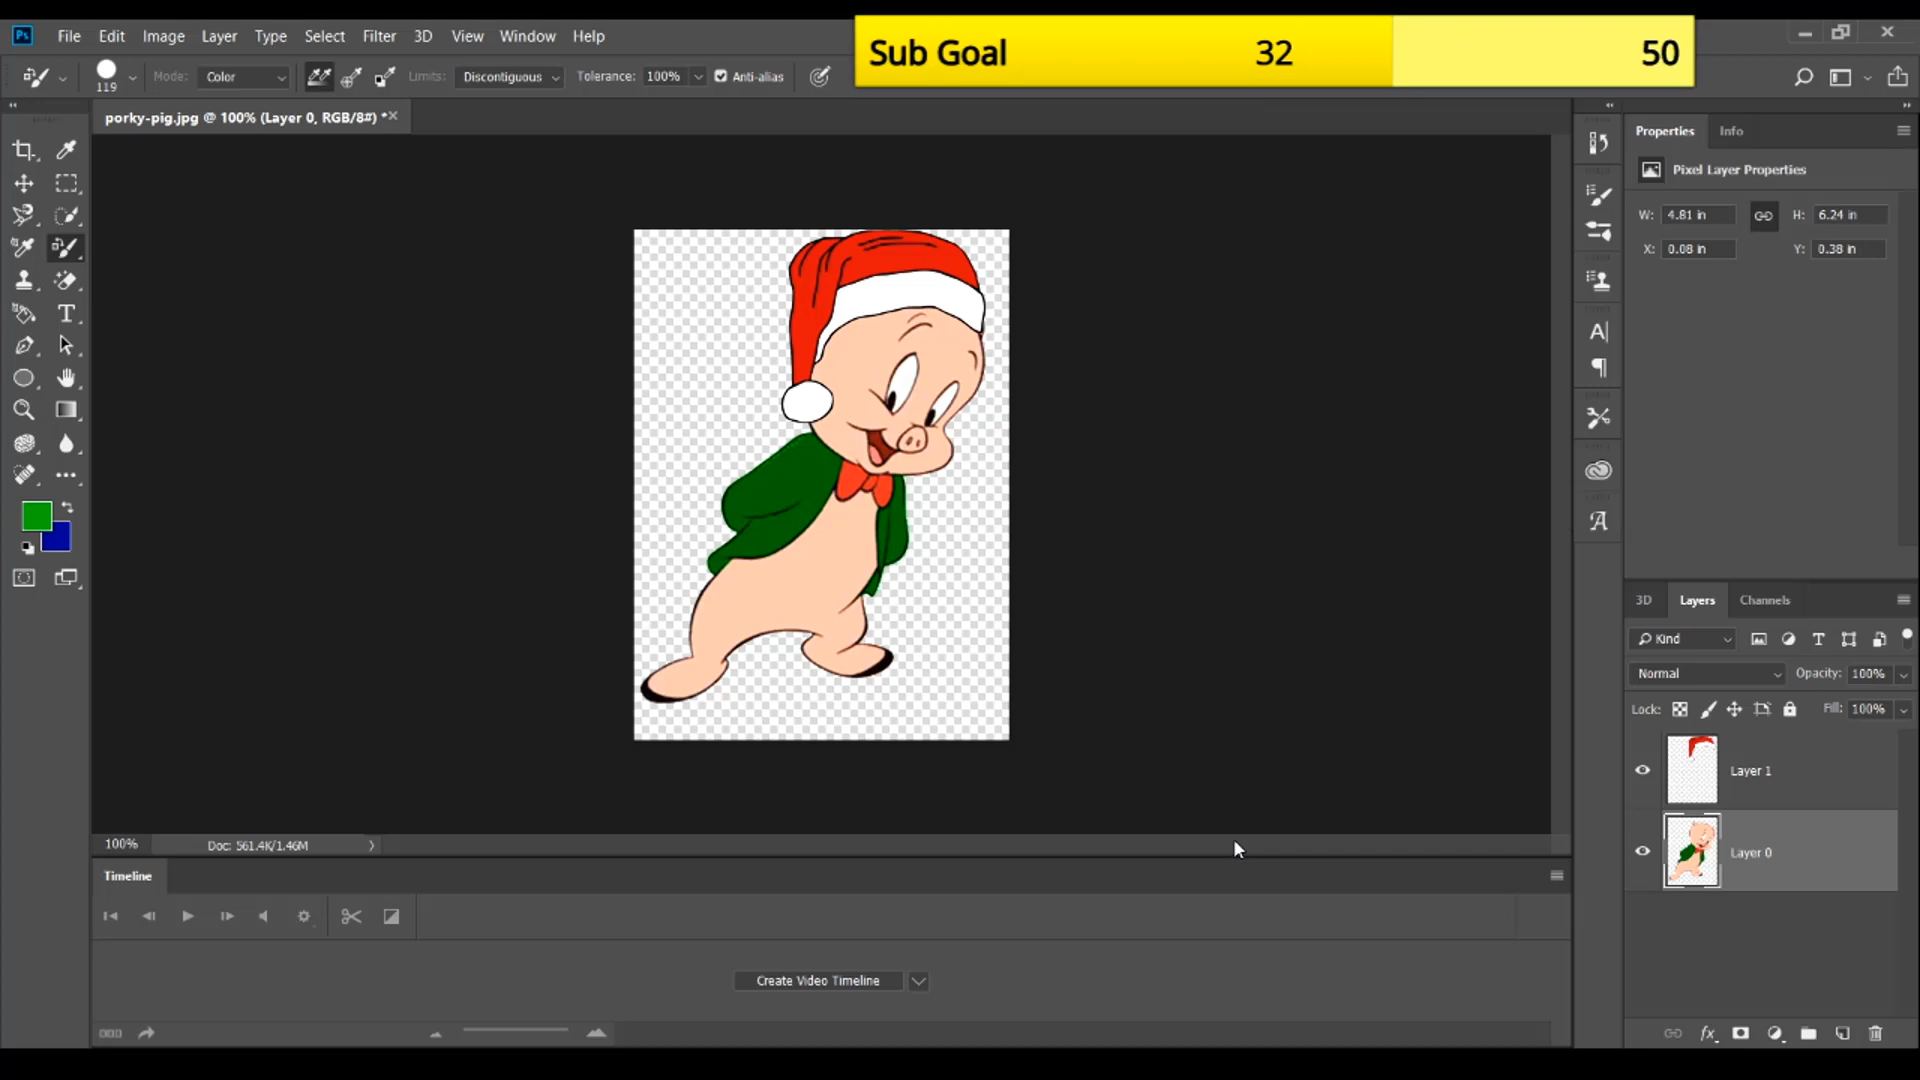 Ps File Edit Image Layer Type Select Filter 3D View Window Help
Sub Goal 32 50
119 Mode: Color Limits: Discontiguous Tolerance: 100% Anti-alias
porky-pig.jpg @ 100% (Layer 0, RGB/8#) *
Properties Info
Pixel Layer Properties
W: 4.81 in H: 6.24 in
X: 0.08 in Y: 0.38 in
3D Layers Channels
Kind
Normal Opacity: 100%
Lock: Fill: 100%
Layer 1
Layer 0
100% Doc: 561.4K/1.46M
Timeline
Create Video Timeline
fx